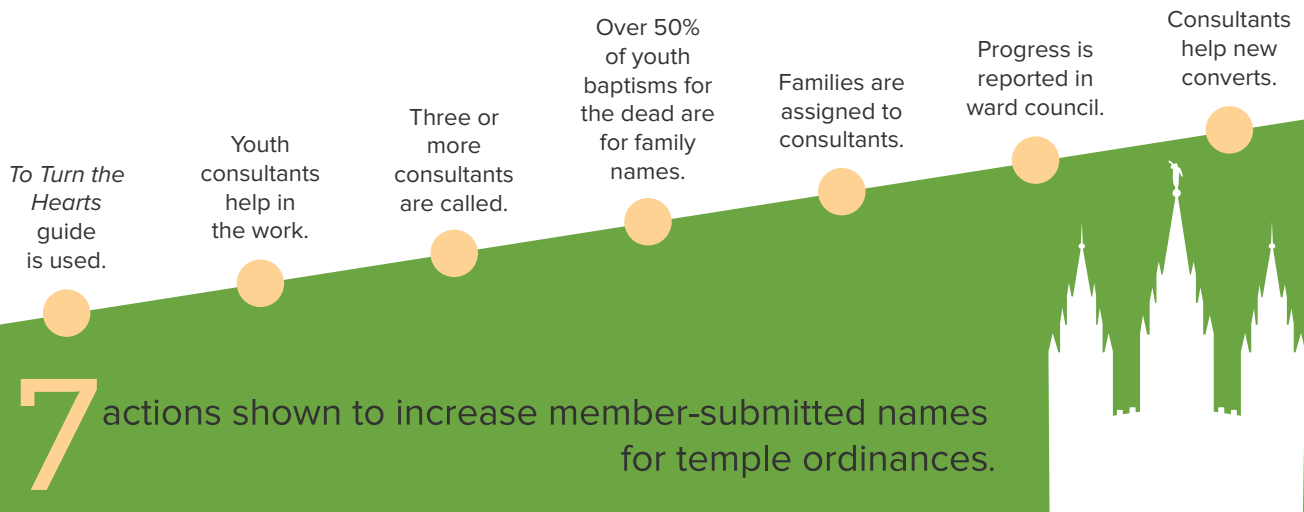 To Turn the
Hearts
guide
is used.
Youth
consultants
help in
the work.
Three or
more
consultants
are called.
Over 50%
of youth
baptisms for
the dead are
for family
names.
Families are
assigned to
consultants.
Progress is
reported in
ward council.
Consultants
help new
converts.
7 actions shown to increase member-submitted names
for temple ordinances.